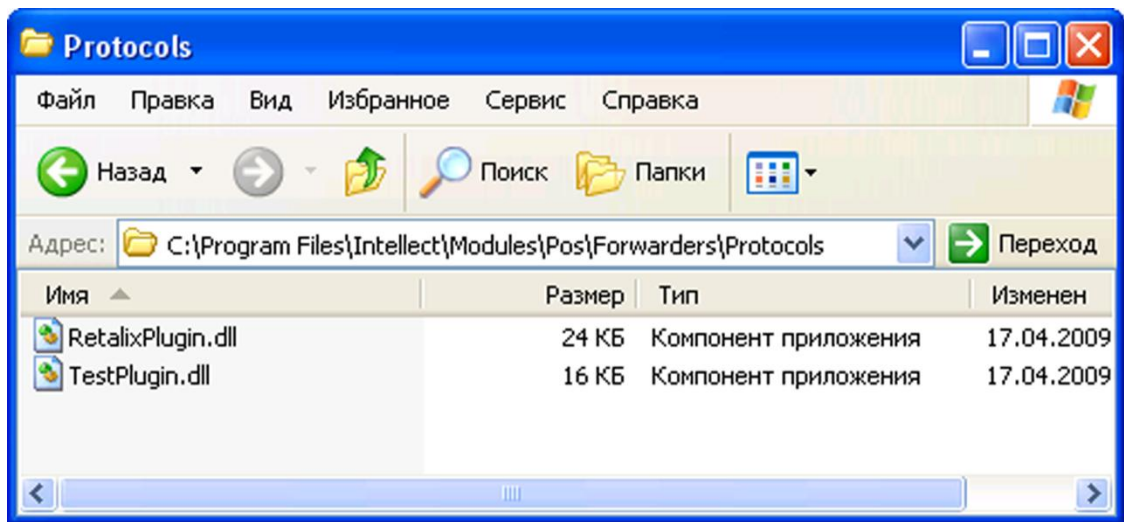 Protocols
Файл Правка Вид Избранное Сервис Справка
Назад Поиск Папки
Адрес: C:\Program Files\Intellect\Modules\Pos\Forwarders\Protocols Переход
Имя Размер Тип Изменен
RetalixPlugin.dll 24 КБ Компонент приложения 17.04.2009
TestPlugin.dll 16 КБ Компонент приложения 17.04.2009